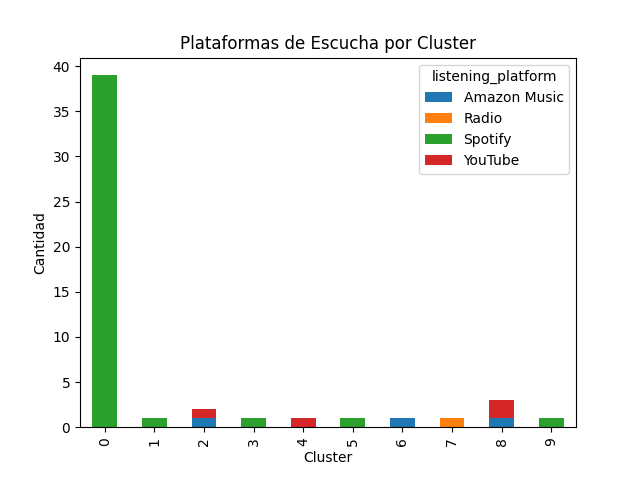 Plataformas de Escucha por Cluster
listening_platform
Amazon Music
Radio
Spotify
YouTube
Cantidad
40
35
30
25
20
15
10
5
0
0 1 2 3 4 5 6 7 8 9
Cluster